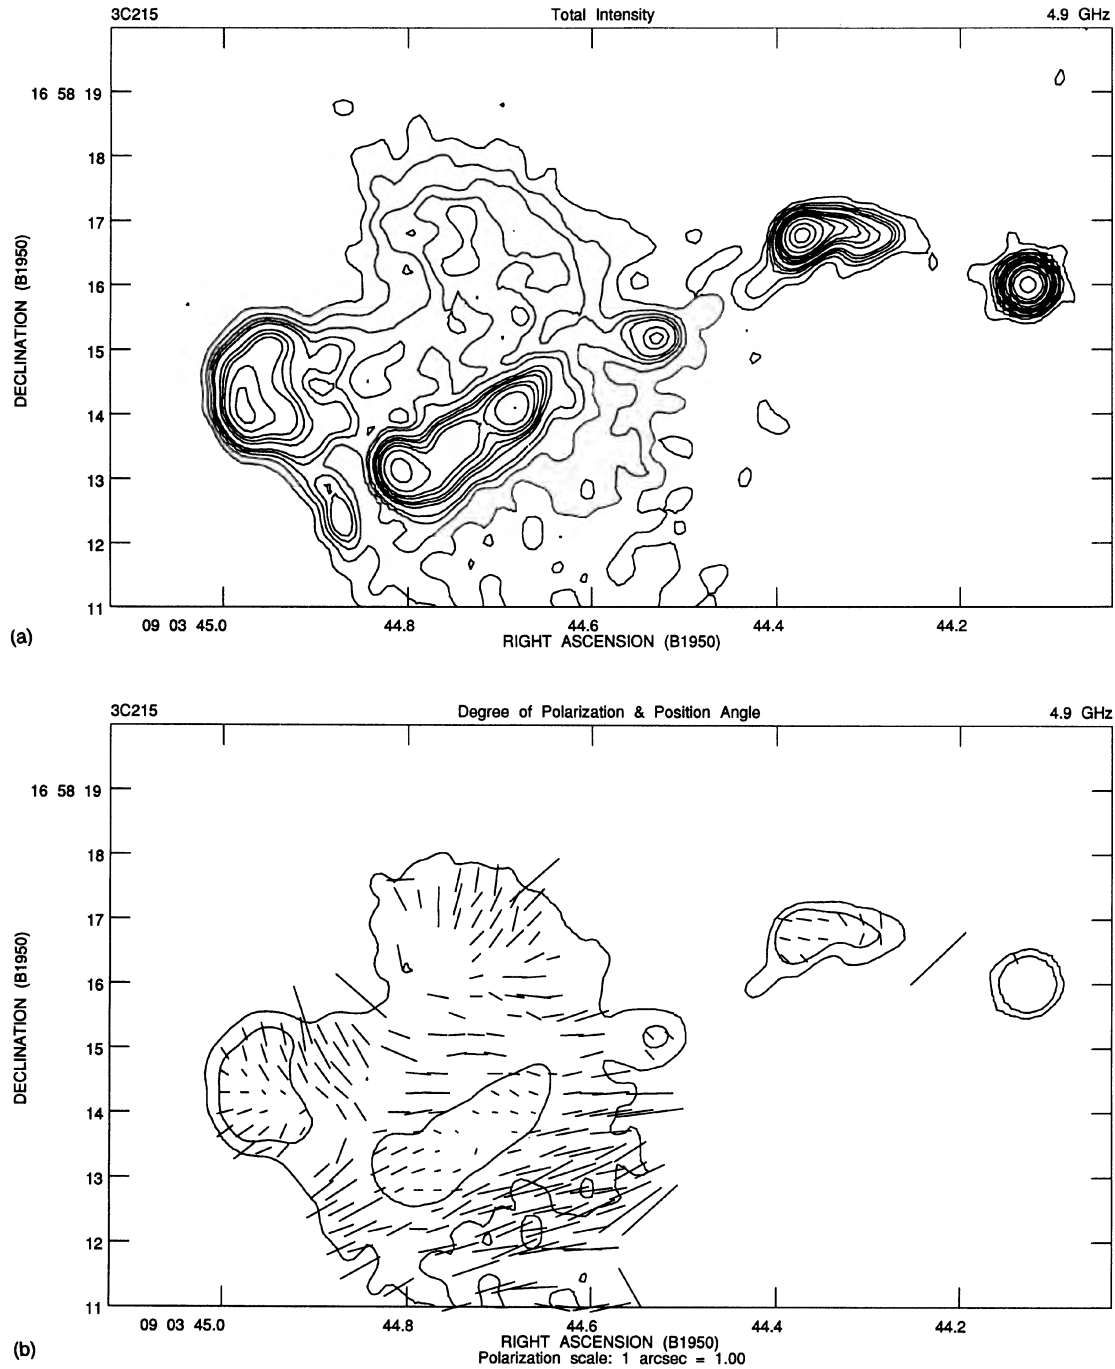 3C215 Total Intensity 4.9 GHz
16 58 19
18
17
16
15
14
13
12
11
DECLINATION (B1950)
09 03 45.0 44.8 44.6 44.4 44.2
RIGHT ASCENSION (B1950)
(a)
3C215 Degree of Polarization & Position Angle 4.9 GHz
16 58 19
18
17
16
15
14
13
12
11
DECLINATION (B1950)
09 03 45.0 44.8 44.6 44.4 44.2
RIGHT ASCENSION (B1950)
Polarization scale: 1 arcsec = 1.00
(b)